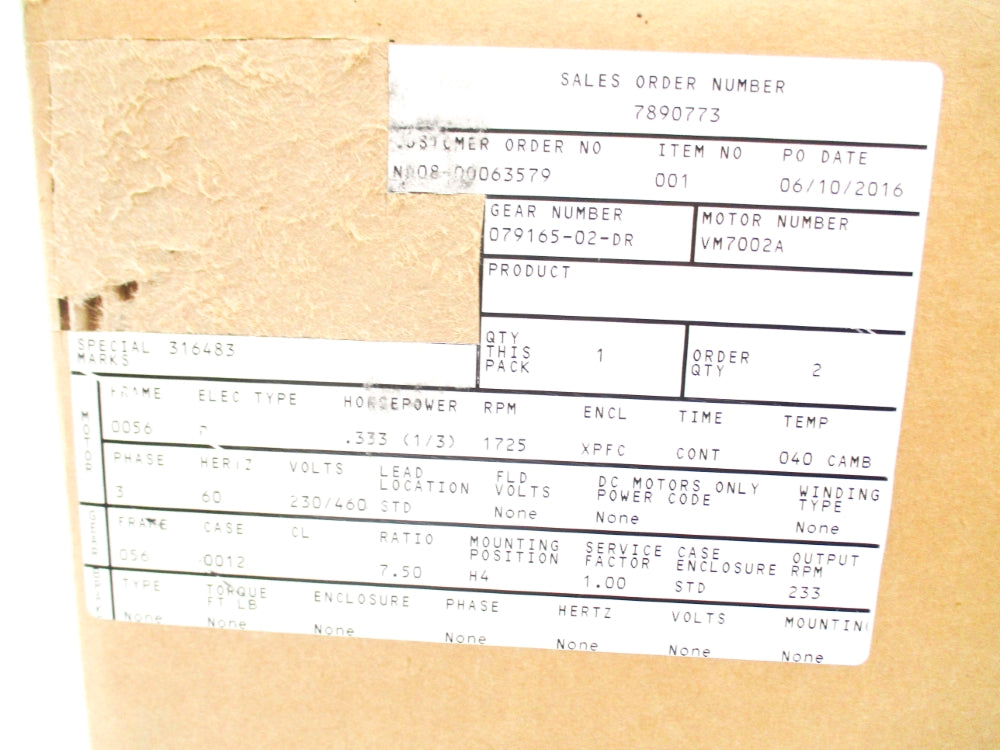 SALES ORDER NUMBER
7890773
CUSTOMER ORDER NO ITEM NO PO DATE
001 06/10/2016
GEAR NUMBER MOTOR NUMBER
079165-02-DR VM7002A
PRODUCT
QTY THIS PACK 1 ORDER QTY 2
SPECIAL MARKS 316483
MOTOR
FRAME ELEC TYPE HORSEPOWER RPM ENCL TIME TEMP
0056 .333 (1/3) 1725 XPFC CONT 040 CAMB
PHASE HERTZ VOLTS LEAD LOCATION FLD VOLTS DC MOTORS ONLY POWER CODE WINDING TYPE
3 60 230/460 STD None None None
GEAR
FRAME CASE CL RATIO MOUNTING POSITION SERVICE FACTOR CASE ENCLOSURE OUTPUT RPM
056 0012 7.50 H4 1.00 STD 233
TYPE TORQUE FT LB ENCLOSURE PHASE HERTZ VOLTS MOUNTIN
None None None None None None None